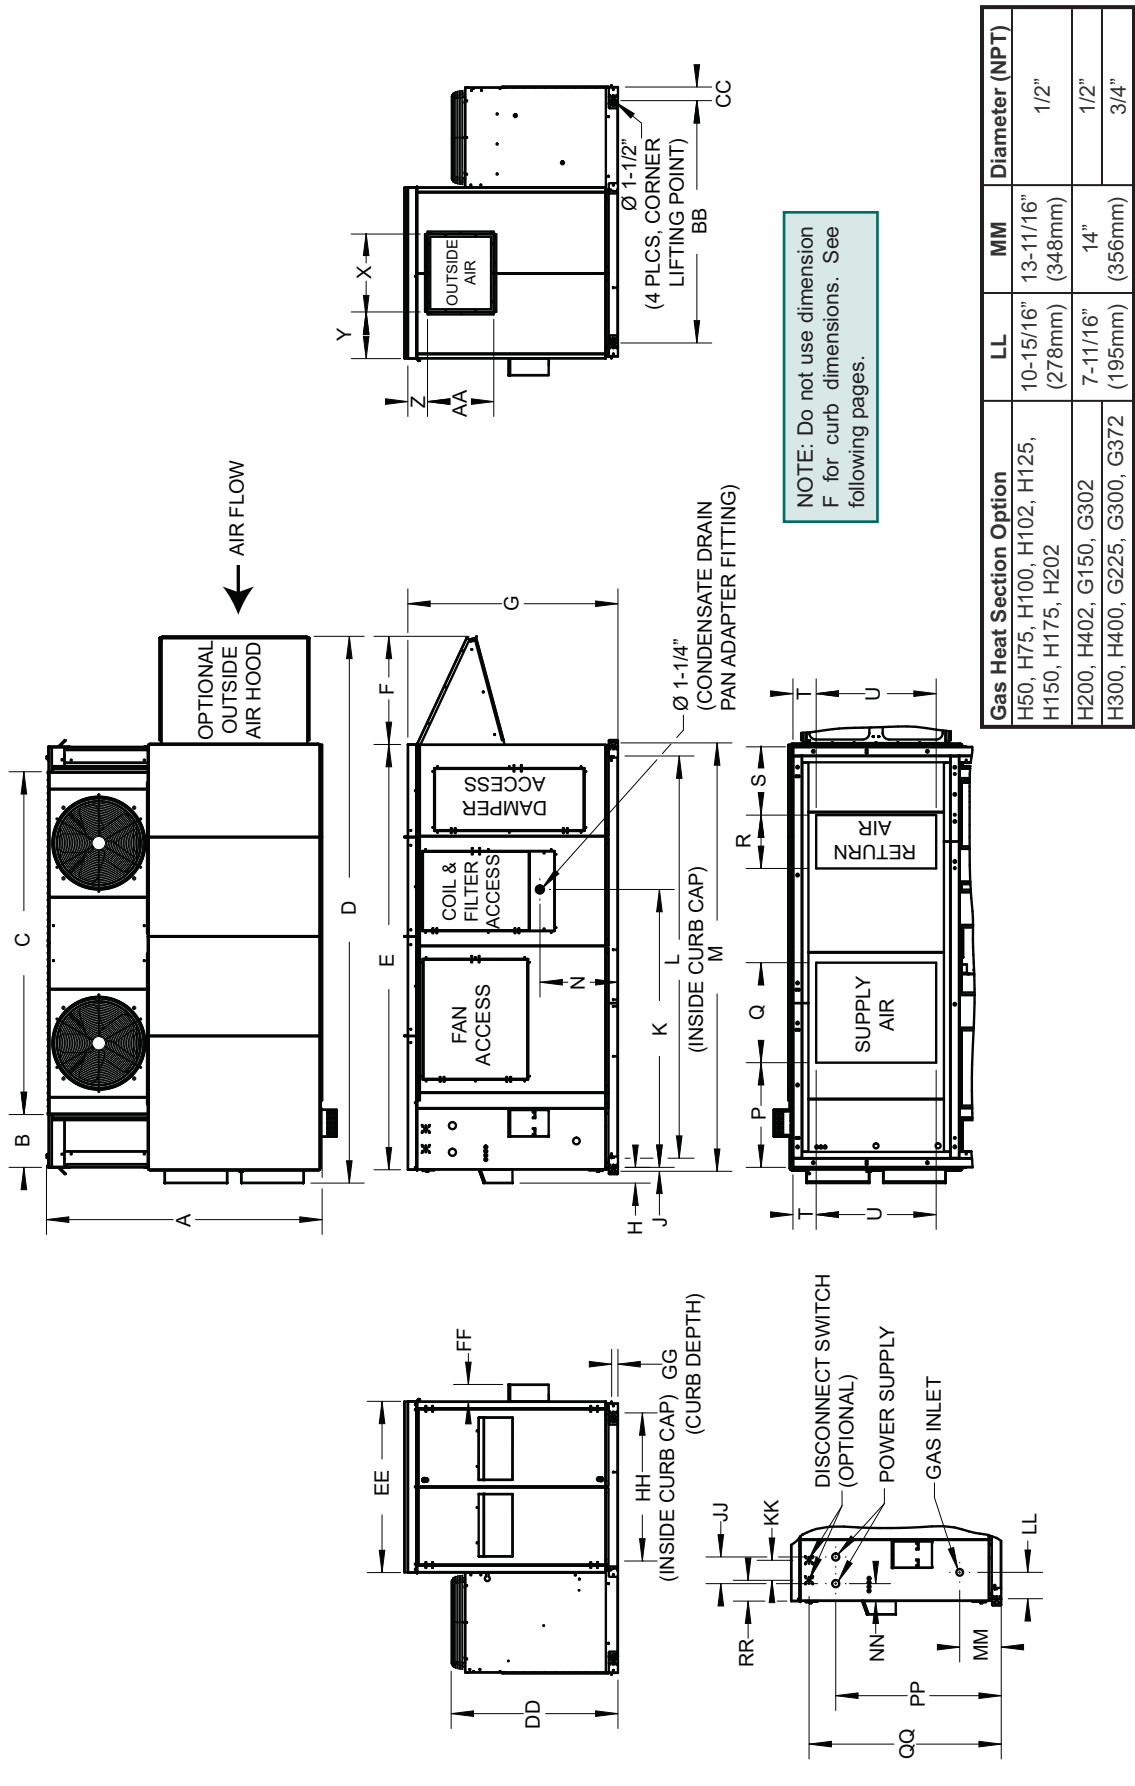 A
B
C
D
OPTIONAL
OUTSIDE
AIR HOOD
AIR FLOW
E
F
G
H
J
K
L
(INSIDE CURB CAP)
M
N
FAN
ACCESS
COIL &
FILTER
ACCESS
DAMPER
ACCESS
Ø 1-1/4"
(CONDENSATE DRAIN
PAN ADAPTER FITTING)
P
Q
R
S
T
U
T
U
SUPPLY
AIR
RETURN
AIR
X
Y
Z
AA
OUTSIDE
AIR
Ø 1-1/2"
(4 PLCS, CORNER
LIFTING POINT)
BB
CC
DD
EE
FF
GG
(CURB DEPTH)
HH
(INSIDE CURB CAP)
JJ
KK
LL
MM
NN
PP
QQ
RR
DISCONNECT SWITCH
(OPTIONAL)
POWER SUPPLY
GAS INLET
NOTE: Do not use dimension
F for curb dimensions. See
following pages.
Gas Heat Section Option LL MM Diameter (NPT)
H50, H75, H100, H102, H125, 10-15/16" 13-11/16" 1/2"
H150, H175, H202 (278mm) (348mm)
H200, H402, G150, G302 7-11/16" 14" 1/2"
H300, H400, G225, G300, G372 (195mm) (356mm) 3/4"